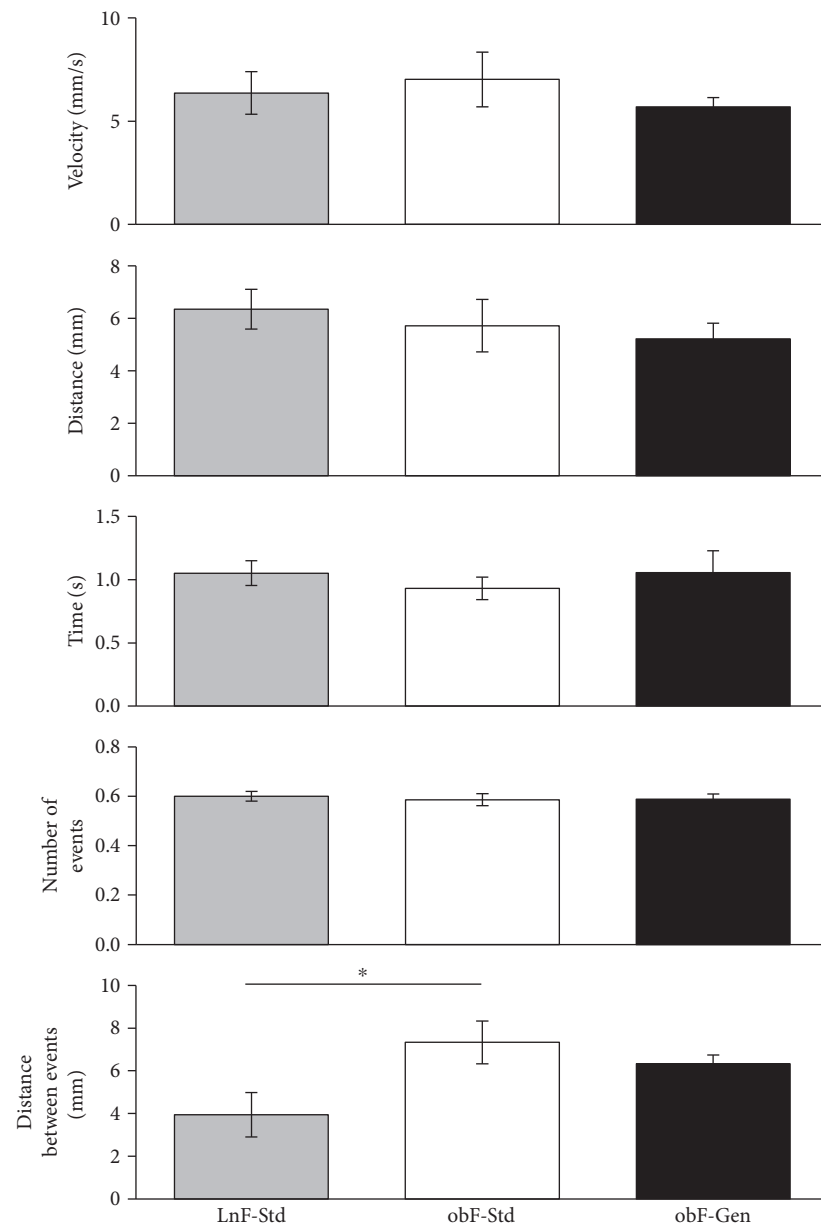 10
5
0
Velocity (mm/s)
8
6
4
2
0
Distance (mm)
1.5
1.0
0.5
0.0
Time (s)
0.8
0.6
0.4
0.2
0.0
Number of
events
*
10
8
6
4
2
0
Distance
between events
(mm)
LnF-Std obF-Std obF-Gen